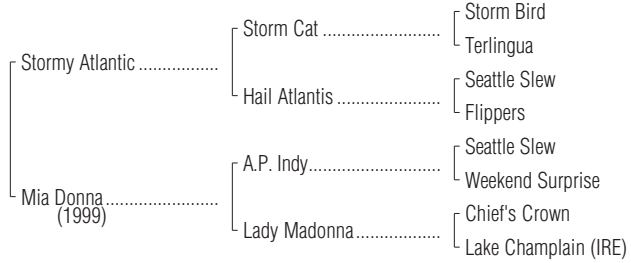 Storm Bird
Storm Cat ........................
Terlingua
Stormy Atlantic ................
Seattle Slew
Hail Atlantis .....................
Flippers
Seattle Slew
A.P. Indy...........................
Weekend Surprise
Mia Donna.......................
(1999)
Chief's Crown
Lady Madonna.................
Lake Champlain (IRE)